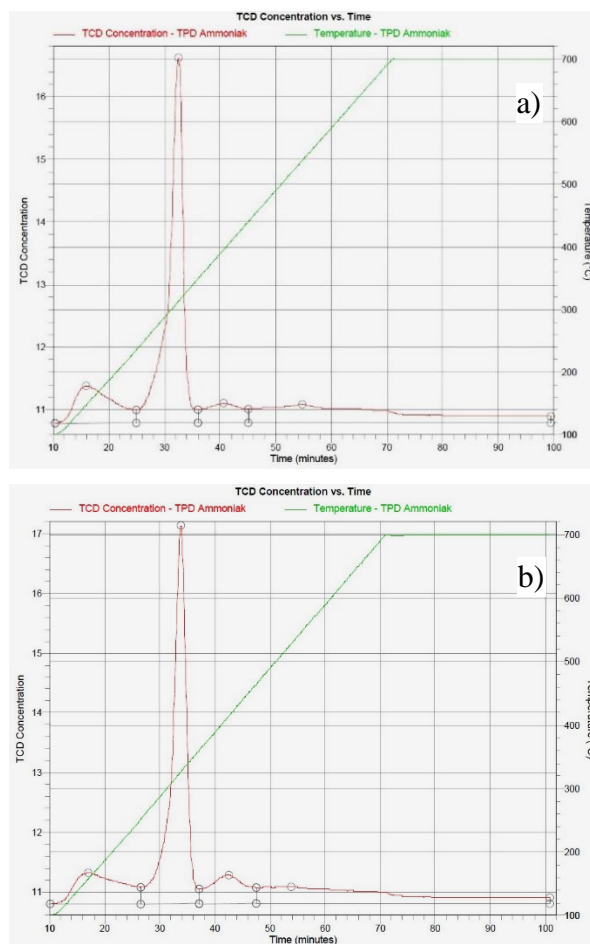 TCD Concentration vs. Time
TCD Concentration - TPD Ammoniak Temperature - TPD Ammoniak
a)
TCD Concentration
16
15
14
13
12
11
700
600
500
400
300
200
100
Temperature (°C)
10 20 30 40 50 60 70 80 90 100
Time (minutes)
TCD Concentration vs. Time
TCD Concentration - TPD Ammoniak Temperature - TPD Ammoniak
b)
TCD Concentration
17
16
15
14
13
12
11
700
600
500
400
300
200
100
10 20 30 40 50 60 70 80 90 100
Time (minutes)